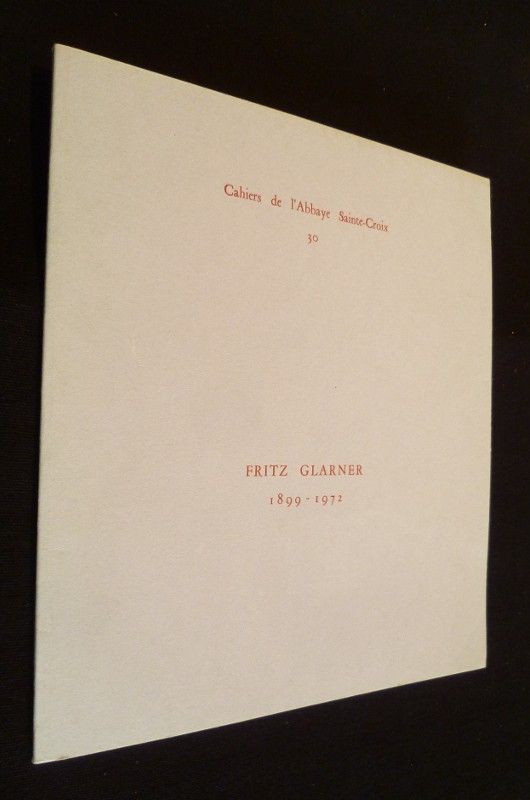 Cahiers de l'Abbaye Sainte-Croix
30
FRITZ GLARNER
1899-1972